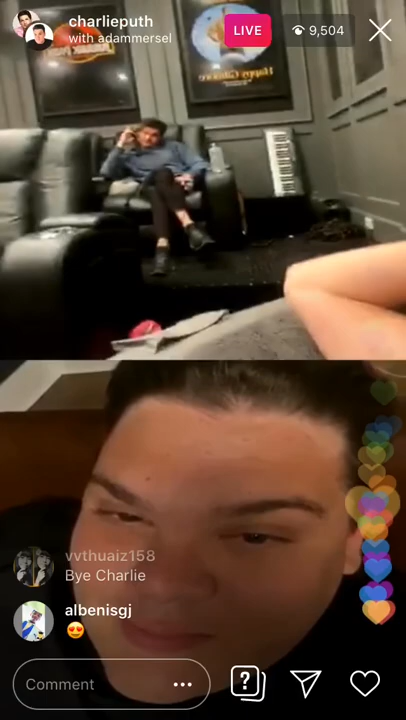 charlieputh
with adammersel
LIVE
9,504
vvthuaiz158
Bye Charlie
albenisgj
😍
Comment